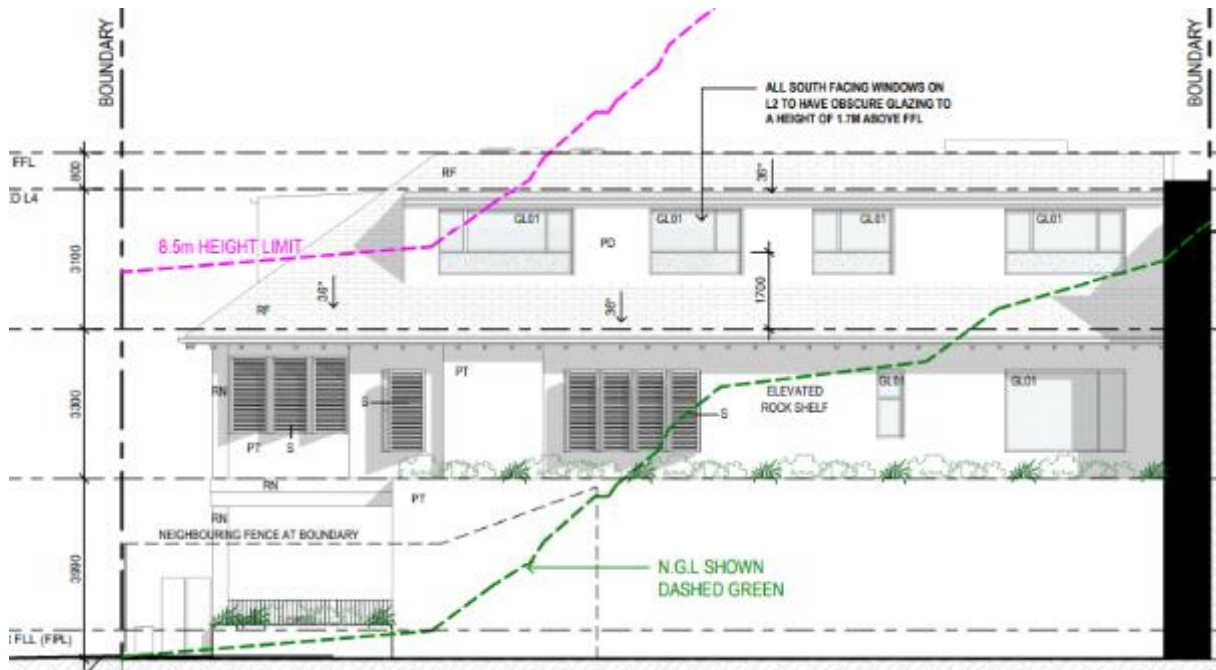 BOUNDARY
BOUNDARY
ALL SOUTH FACING WINDOWS ON
L2 TO HAVE OBSCURE GLAZING TO
A HEIGHT OF 1.7M ABOVE FFL
FFL
800
RF
36°
D L4
GL01
GL01
GL01
GL01
PD
8.5m HEIGHT LIMIT
3100
1700
36°
36°
RF
PT
RN
S
GL01
GL01
ELEVATED
ROCK SHELF
S
PT
S
3300
RN
PT
RN
NEIGHBOURING FENCE AT BOUNDARY
3990
N.G.L SHOWN
DASHED GREEN
FLL (FIPL)